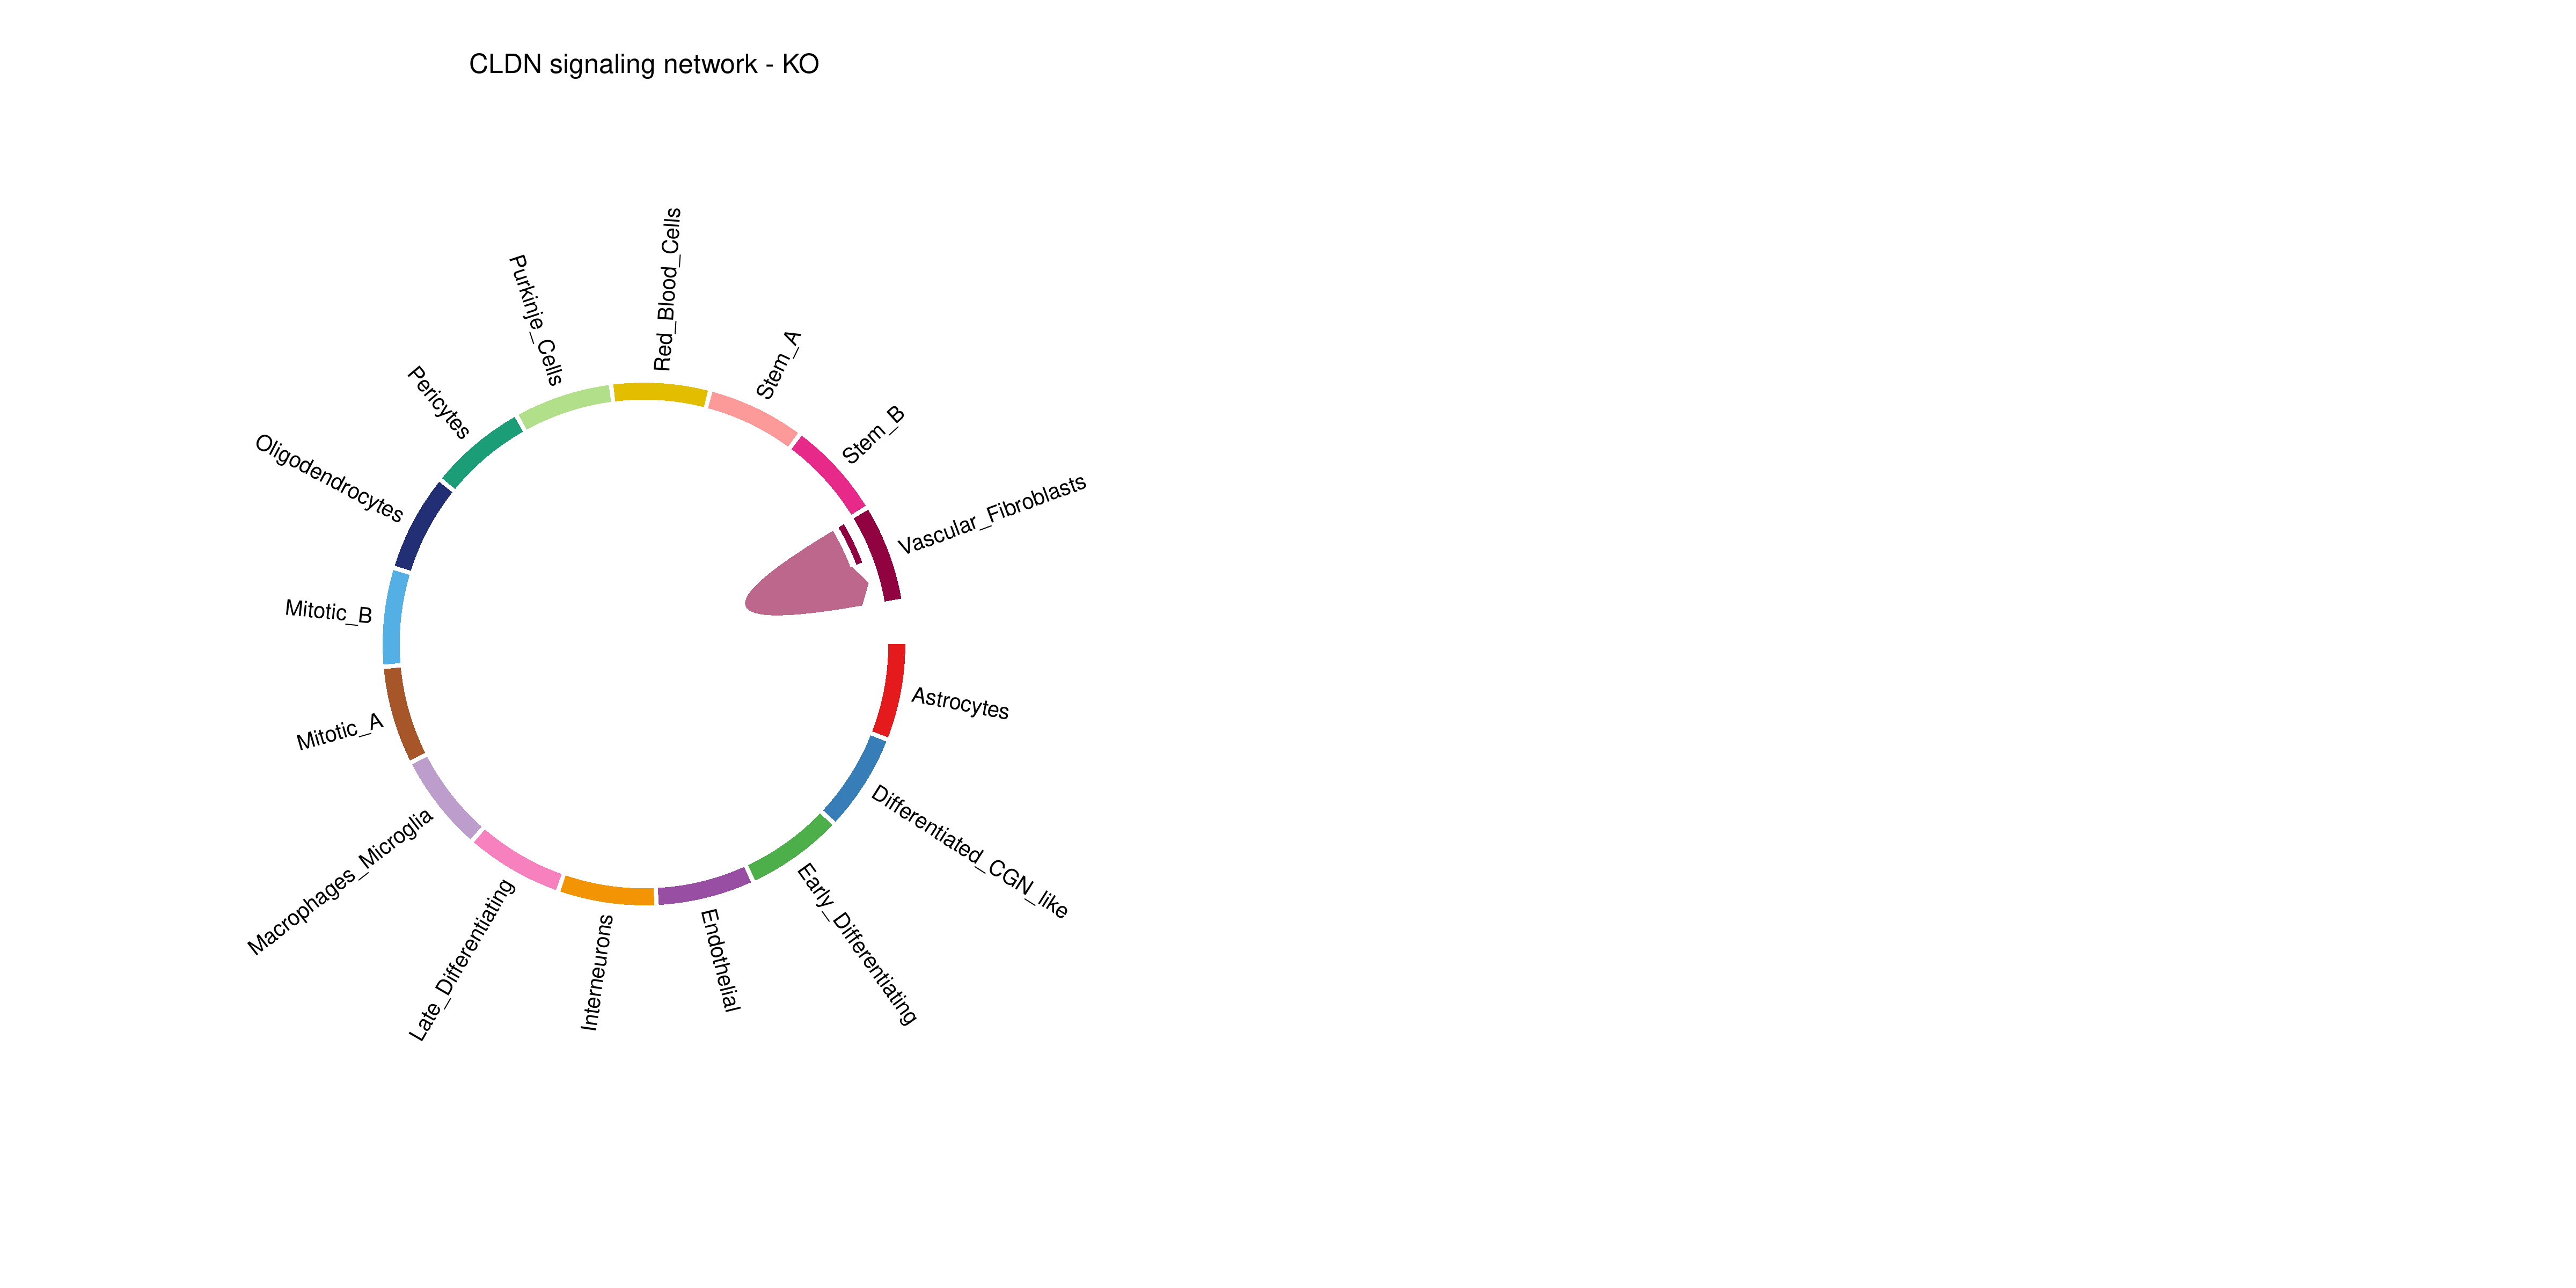 CLDN signaling network - KO
Red_Blood_Cells
Purkinje_Cells
Stem_A
Pericytes
Stem_B
Oligodendrocytes
Vascular_Fibroblasts
Mitotic_B
Astrocytes
Mitotic_A
Differentiated_CGN_like
Macrophages_Microglia
Early_Differentiating
Late_Differentiating
Endothelial
Interneurons